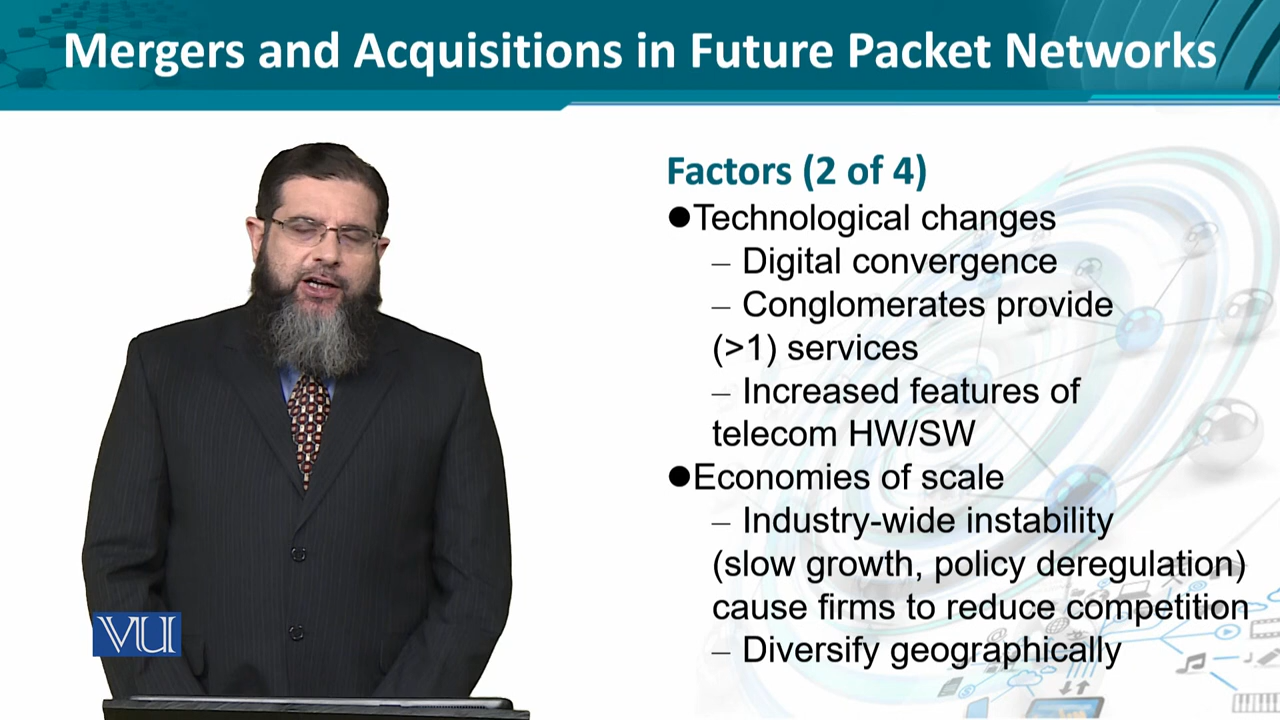 Mergers and Acquisitions in Future Packet Networks
Factors (2 of 4)
●Technological changes
– Digital convergence
– Conglomerates provide
(>1) services
– Increased features of
telecom HW/SW
●Economies of scale
– Industry-wide instability
(slow growth, policy deregulation)
cause firms to reduce competition
– Diversify geographically
VU